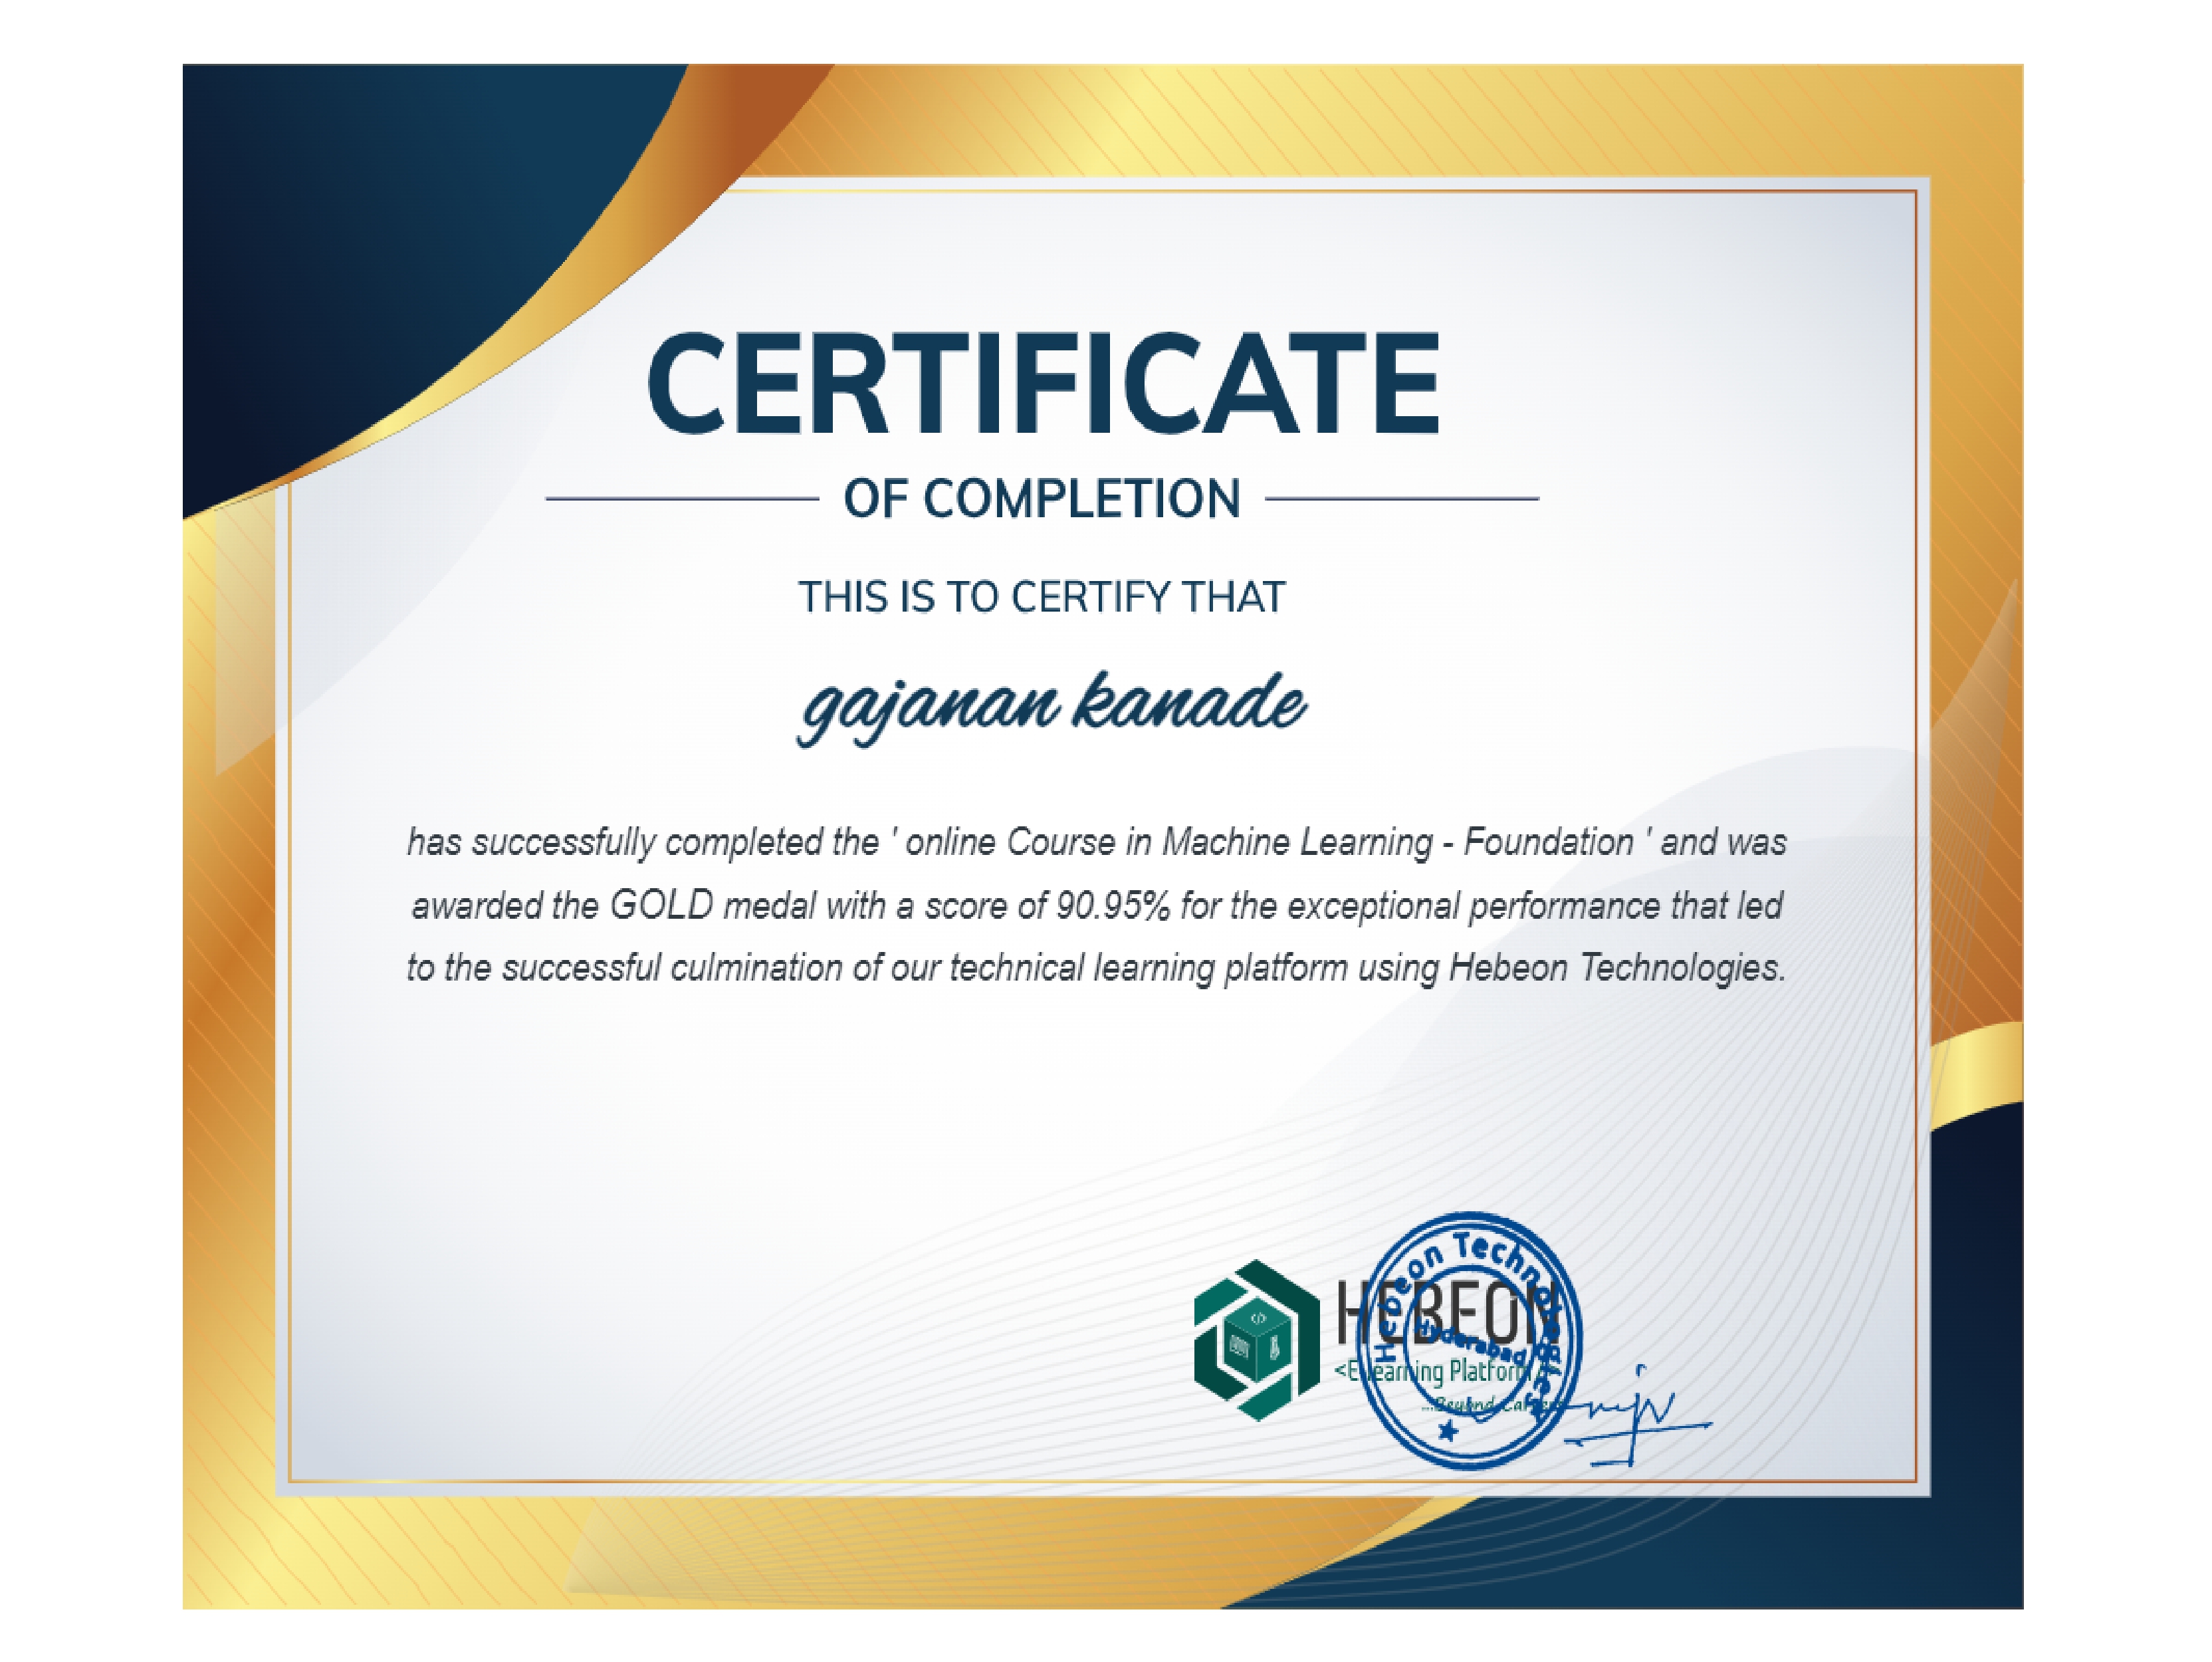 CERTIFICATE
OF COMPLETION
THIS IS TO CERTIFY THAT
gajanan kanade
has successfully completed the ' online Course in Machine Learning - Foundation ' and was
awarded the GOLD medal with a score of 90.95% for the exceptional performance that led
to the successful culmination of our technical learning platform using Hebeon Technologies.
HEBEON
Hebeon Technologies
Hyderabad
Learning Platform
...Beyond